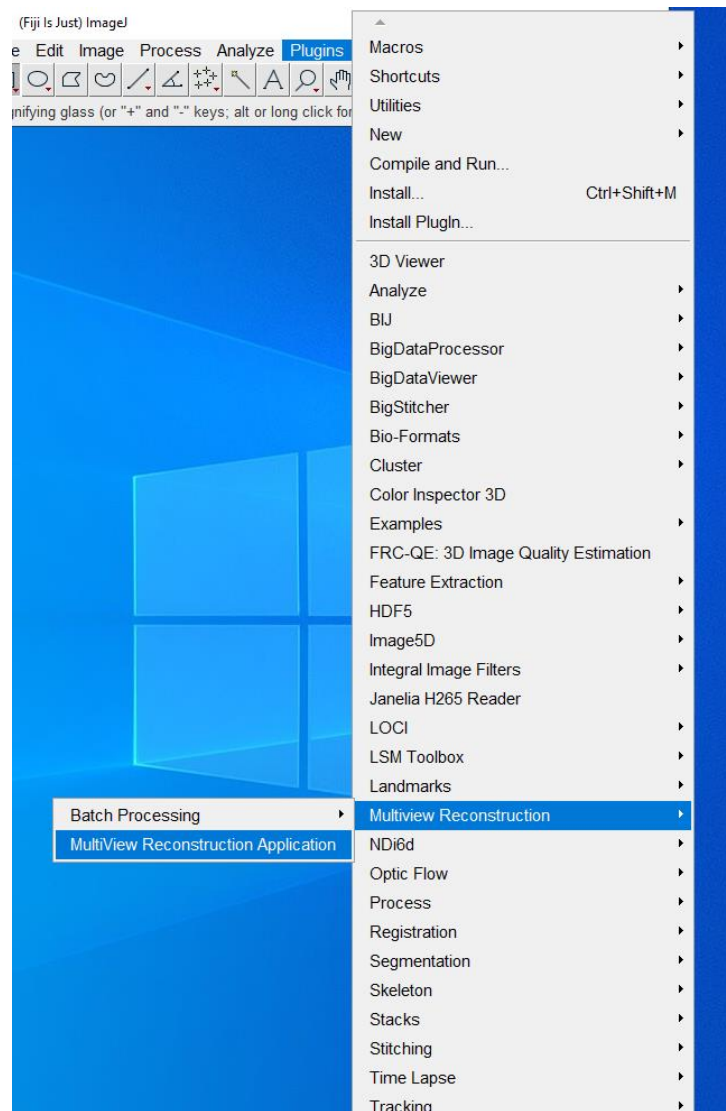 (Fiji Is Just) ImageJ
e Edit Image Process Analyze Plugins
A
gnifying glass (or "+" and "-" keys; alt or long click for
Macros
Shortcuts
Utilities
New
Compile and Run...
Install... Ctrl+Shift+M
Install PlugIn...
3D Viewer
Analyze
BIJ
BigDataProcessor
BigDataViewer
BigStitcher
Bio-Formats
Cluster
Color Inspector 3D
Examples
FRC-QE: 3D Image Quality Estimation
Feature Extraction
HDF5
Image5D
Integral Image Filters
Janelia H265 Reader
LOCI
LSM Toolbox
Landmarks
Multiview Reconstruction
Batch Processing
MultiView Reconstruction Application
NDi6d
Optic Flow
Process
Registration
Segmentation
Skeleton
Stacks
Stitching
Time Lapse
Tracking